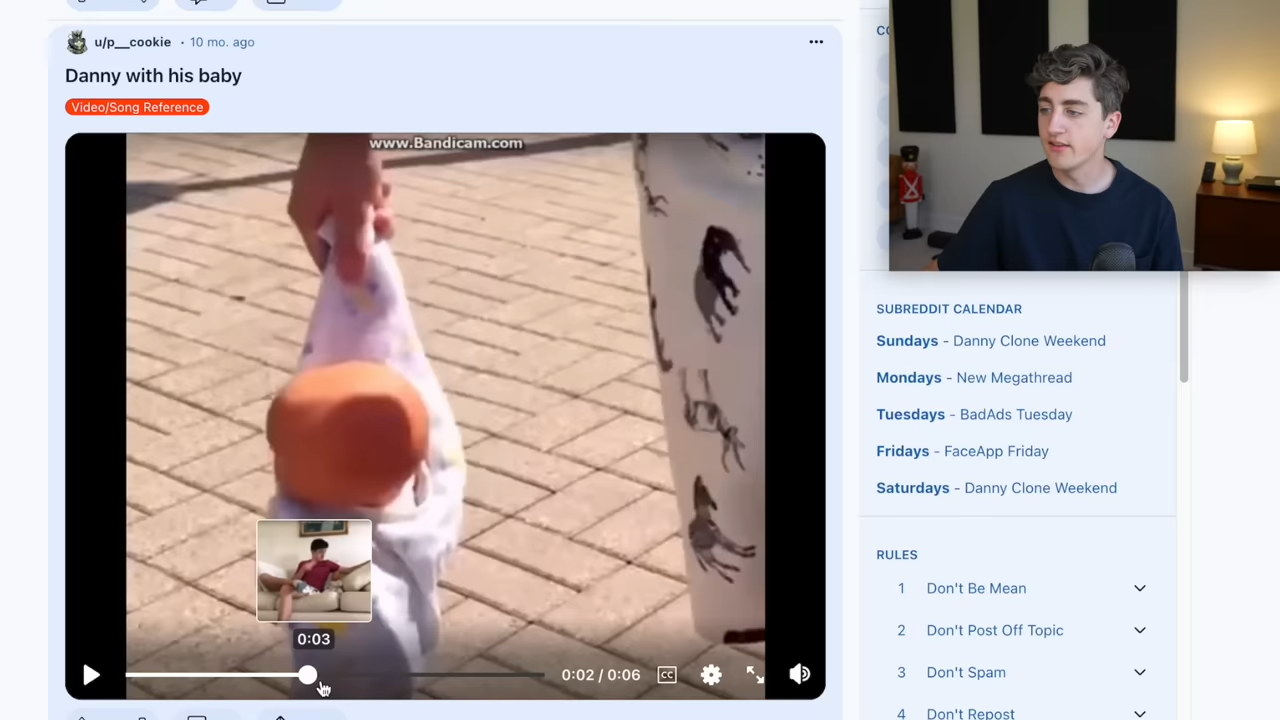 u/p__cookie · 10 mo. ago
Danny with his baby
Video/Song Reference
www.Bandicam.com
0:03
0:02 / 0:06
CC
SUBREDDIT CALENDAR
Sundays - Danny Clone Weekend
Mondays - New Megathread
Tuesdays - BadAds Tuesday
Fridays - FaceApp Friday
Saturdays - Danny Clone Weekend
RULES
1 Don't Be Mean
2 Don't Post Off Topic
3 Don't Spam
4 Don't Repost